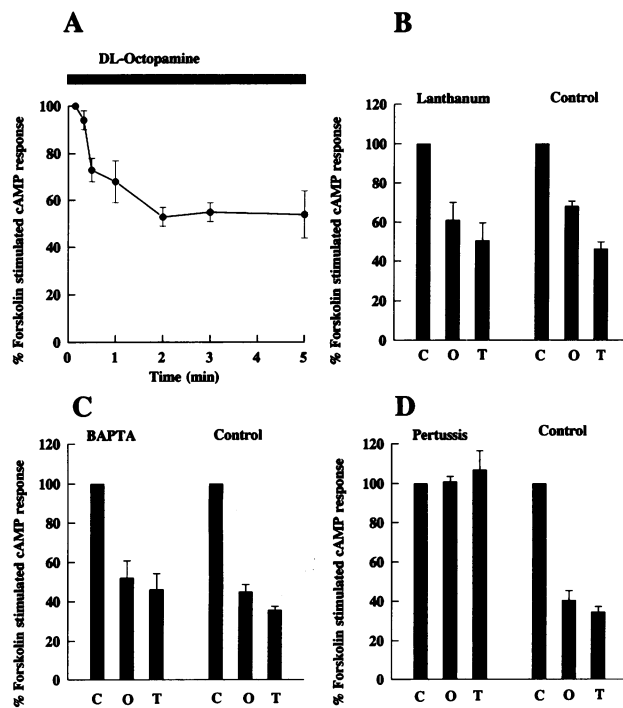 A
DL-Octopamine
% Forskolin stimulated cAMP response
100
80
60
40
20
0
0 1 2 3 4 5
Time (min)
B
Lanthanum Control
% Forskolin stimulated cAMP response
120
100
80
60
40
20
0
C O T C O T
C
BAPTA Control
% Forskolin stimulated cAMP response
120
100
80
60
40
20
0
C O T C O T
D
Pertussis Control
% Forskolin stimulated cAMP response
120
100
80
60
40
20
0
C O T C O T